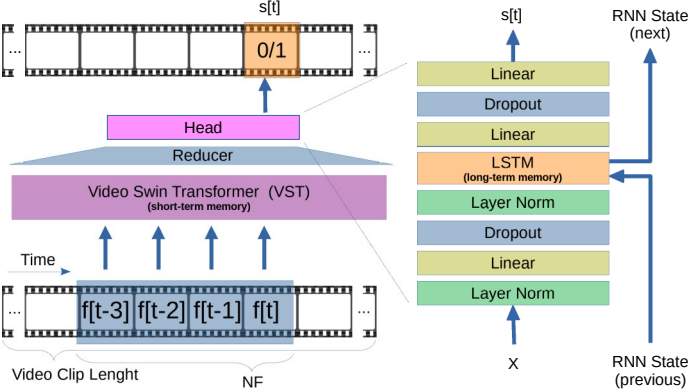 s[t]
...
0/1
...
Head
Reducer
Video Swin Transformer (VST)
(short-term memory)
Time
...
f[t-3]
f[t-2]
f[t-1]
f[t]
...
Video Clip Lenght
NF
s[t]
RNN State
(next)
Linear
Dropout
Linear
LSTM
(long-term memory)
Layer Norm
Dropout
Linear
Layer Norm
X
RNN State
(previous)